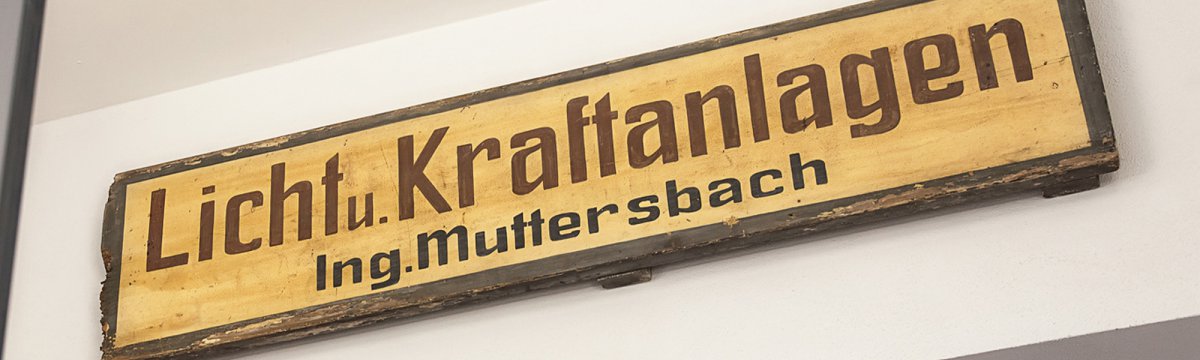 Licht u. Kraftanlagen
Ing. Muttersbach